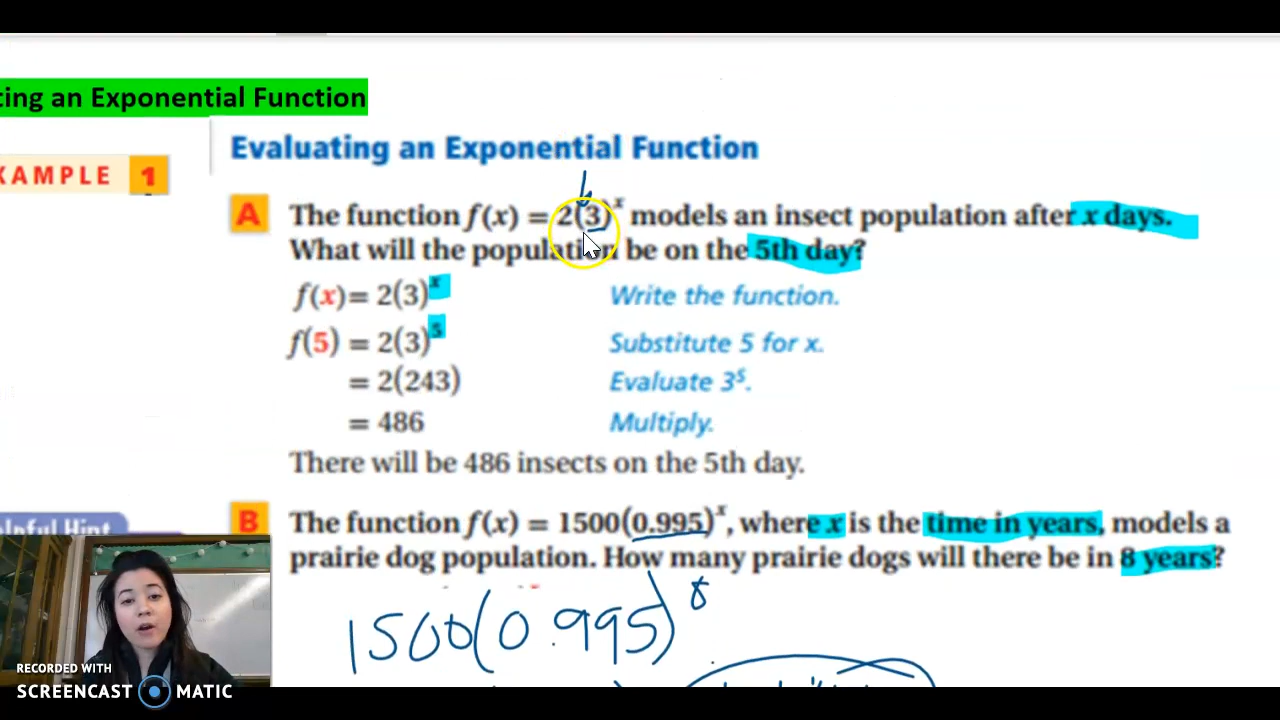 ting an Exponential Function
Evaluating an Exponential Function
XAMPLE 1
b
A The function f(x) = 2(3)^x models an insect population after x days.
What will the population be on the 5th day?
f(x) = 2(3)^x Write the function.
f(5) = 2(3)^5 Substitute 5 for x.
= 2(243) Evaluate 3^5.
= 486 Multiply.
There will be 486 insects on the 5th day.
elpful Hint
B The function f(x) = 1500(0.995)^x, where x is the time in years, models a
prairie dog population. How many prairie dogs will there be in 8 years?
1500(0.995)^8
RECORDED WITH
SCREENCAST MATIC